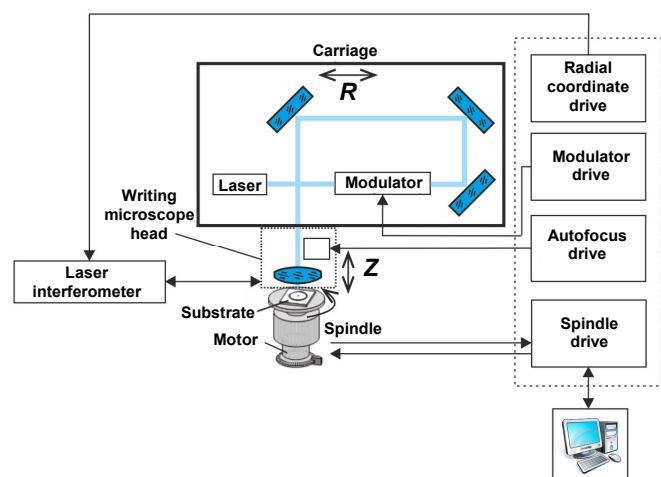 Carriage
R
Radial
coordinate
drive
Laser
Modulator
Modulator
drive
Writing
microscope
head
Autofocus
drive
Z
Laser
interferometer
Substrate
Motor
Spindle
Spindle
drive